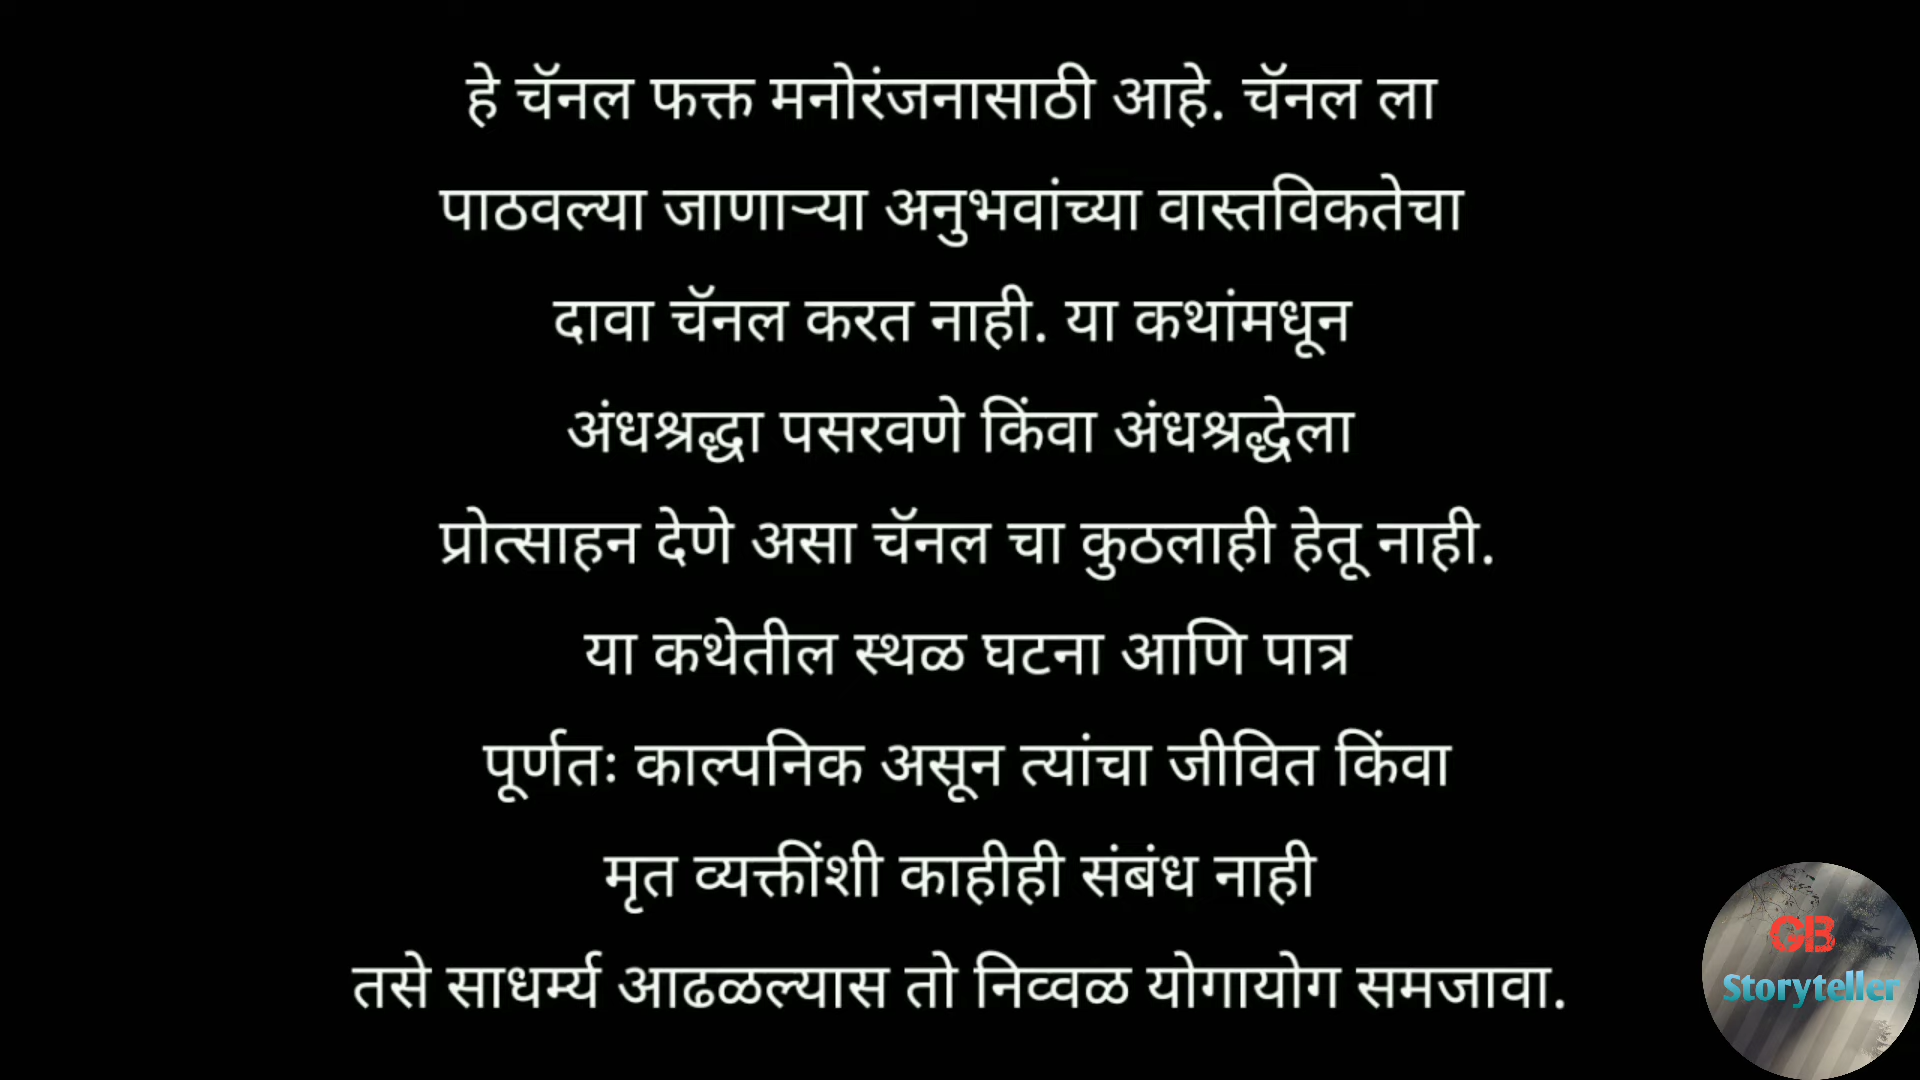 हे चॅनल फक्त मनोरंजनासाठी आहे. चॅनल ला
पाठवल्या जाणाऱ्या अनुभवांच्या वास्तविकतेचा
दावा चॅनल करत नाही. या कथांमधून
अंधश्रद्धा पसरवणे किंवा अंधश्रद्धेला
प्रोत्साहन देणे असा चॅनल चा कुठलाही हेतू नाही.
या कथेतील स्थळ घटना आणि पात्र
पूर्णतः काल्पनिक असून त्यांचा जीवित किंवा
मृत व्यक्तींशी काहीही संबंध नाही
तसे साधर्म्य आढळल्यास तो निव्वळ योगायोग समजावा.
GB
Storyteller